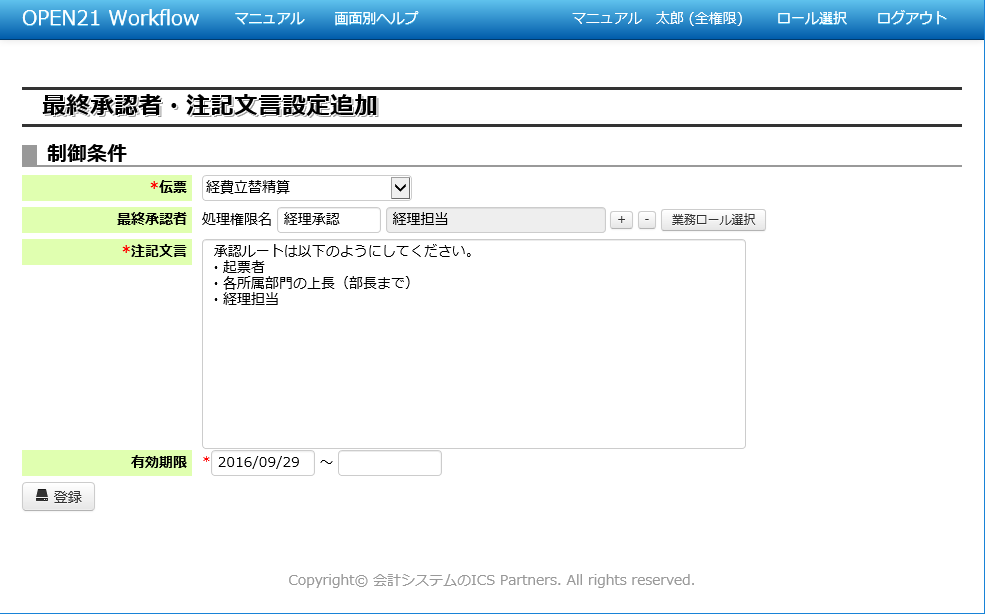 OPEN21 Workflow マニュアル 画面別ヘルプ マニュアル 太郎 (全権限) ロール選択 ログアウト
最終承認者・注記文言設定追加
制御条件
*伝票 経費立替精算
最終承認者 処理権限名 経理承認 経理担当 + - 業務ロール選択
*注記文言 承認ルートは以下のようにしてください。
・起票者
・各所属部門の上長（部長まで）
・経理担当
有効期限 * 2016/09/29 ～
登録
Copyright© 会計システムのICS Partners. All rights reserved.